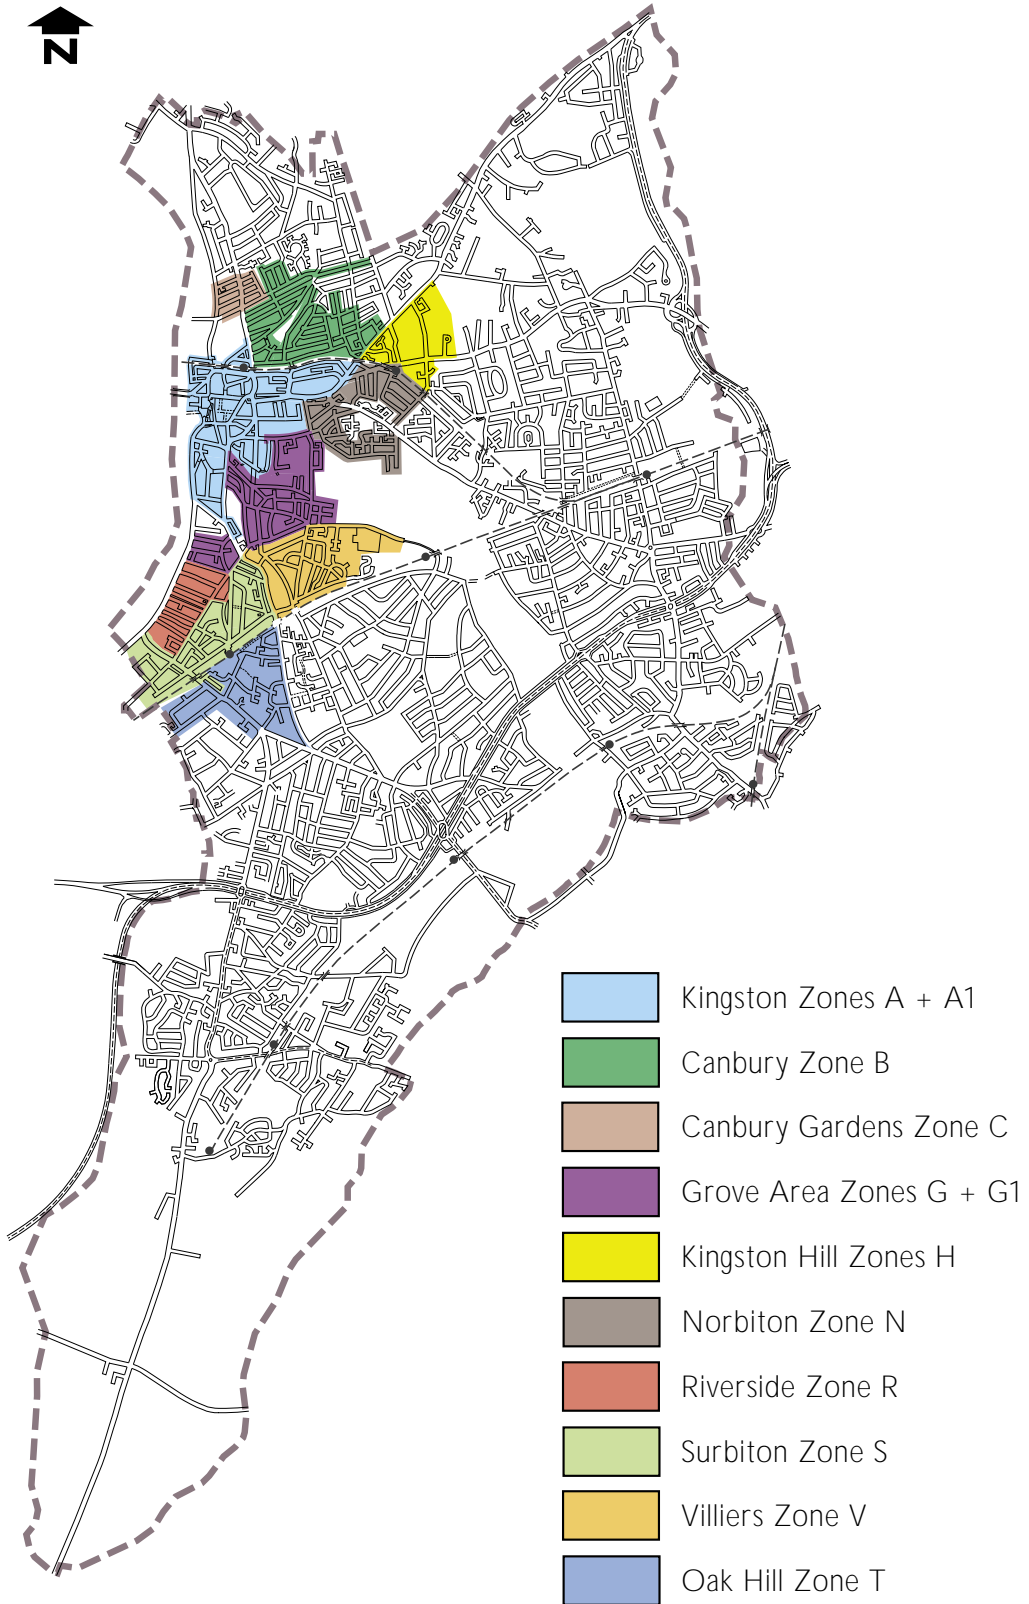 N
Kingston Zones A + A1
Canbury Zone B
Canbury Gardens Zone C
Grove Area Zones G + G1
Kingston Hill Zones H
Norbiton Zone N
Riverside Zone R
Surbiton Zone S
Villiers Zone V
Oak Hill Zone T